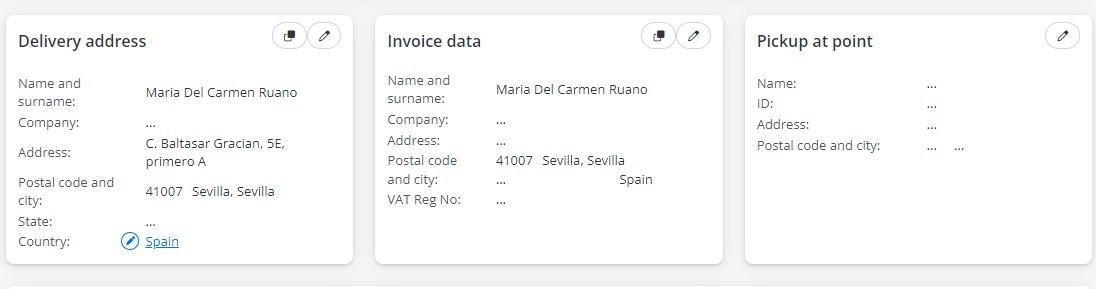 Delivery address
Name and
surname:
Maria Del Carmen Ruano
Company:
...
Address:
C. Baltasar Gracian, 5E,
primero A
Postal code and
city:
41007 Sevilla, Sevilla
State:
...
Country:
Spain
Invoice data
Name and
surname:
Maria Del Carmen Ruano
Company:
...
Address:
...
Postal code
and city:
41007 Sevilla, Sevilla
... Spain
VAT Reg No:
...
Pickup at point
Name:
...
ID:
...
Address:
...
Postal code and city:
... ...